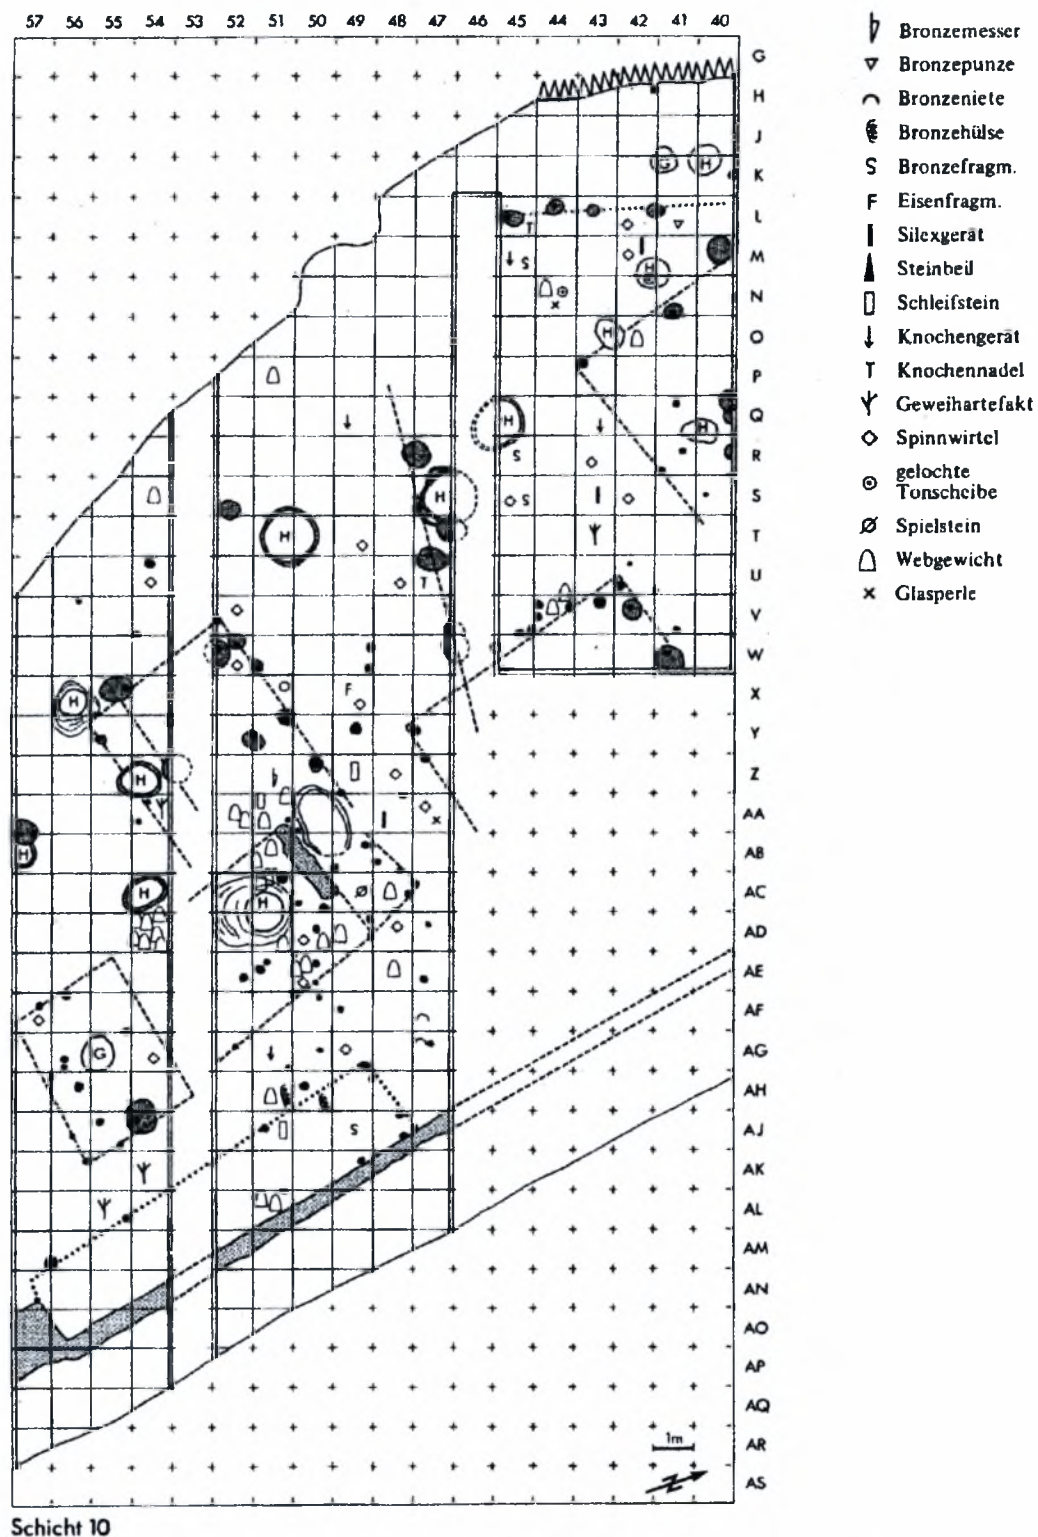 57 56 55 54 53 52 51 50 49 48 47 46 45 44 43 42 41 40
G
H
J
K
L
M
N
O
P
Q
R
S
T
U
V
W
X
Y
Z
AA
AB
AC
AD
AE
AF
AG
AH
AJ
AK
AL
AM
AN
AO
AP
AQ
AR
AS
G H
T
S
H
H
H
H
S
H
S
H
T
F
H
H
H
H
H
G
S
1m
Z
Bronzemesser
Bronzepunze
Bronzeniete
Bronzehülse
S Bronzefragm.
F Eisenfragm.
Silexgerät
Steinbeil
Schleifstein
Knochengerät
T Knochennadel
Geweihartefakt
Spinnwirtel
gelochte
Tonscheibe
Spielstein
Webgewicht
x Glasperle
Schicht 10